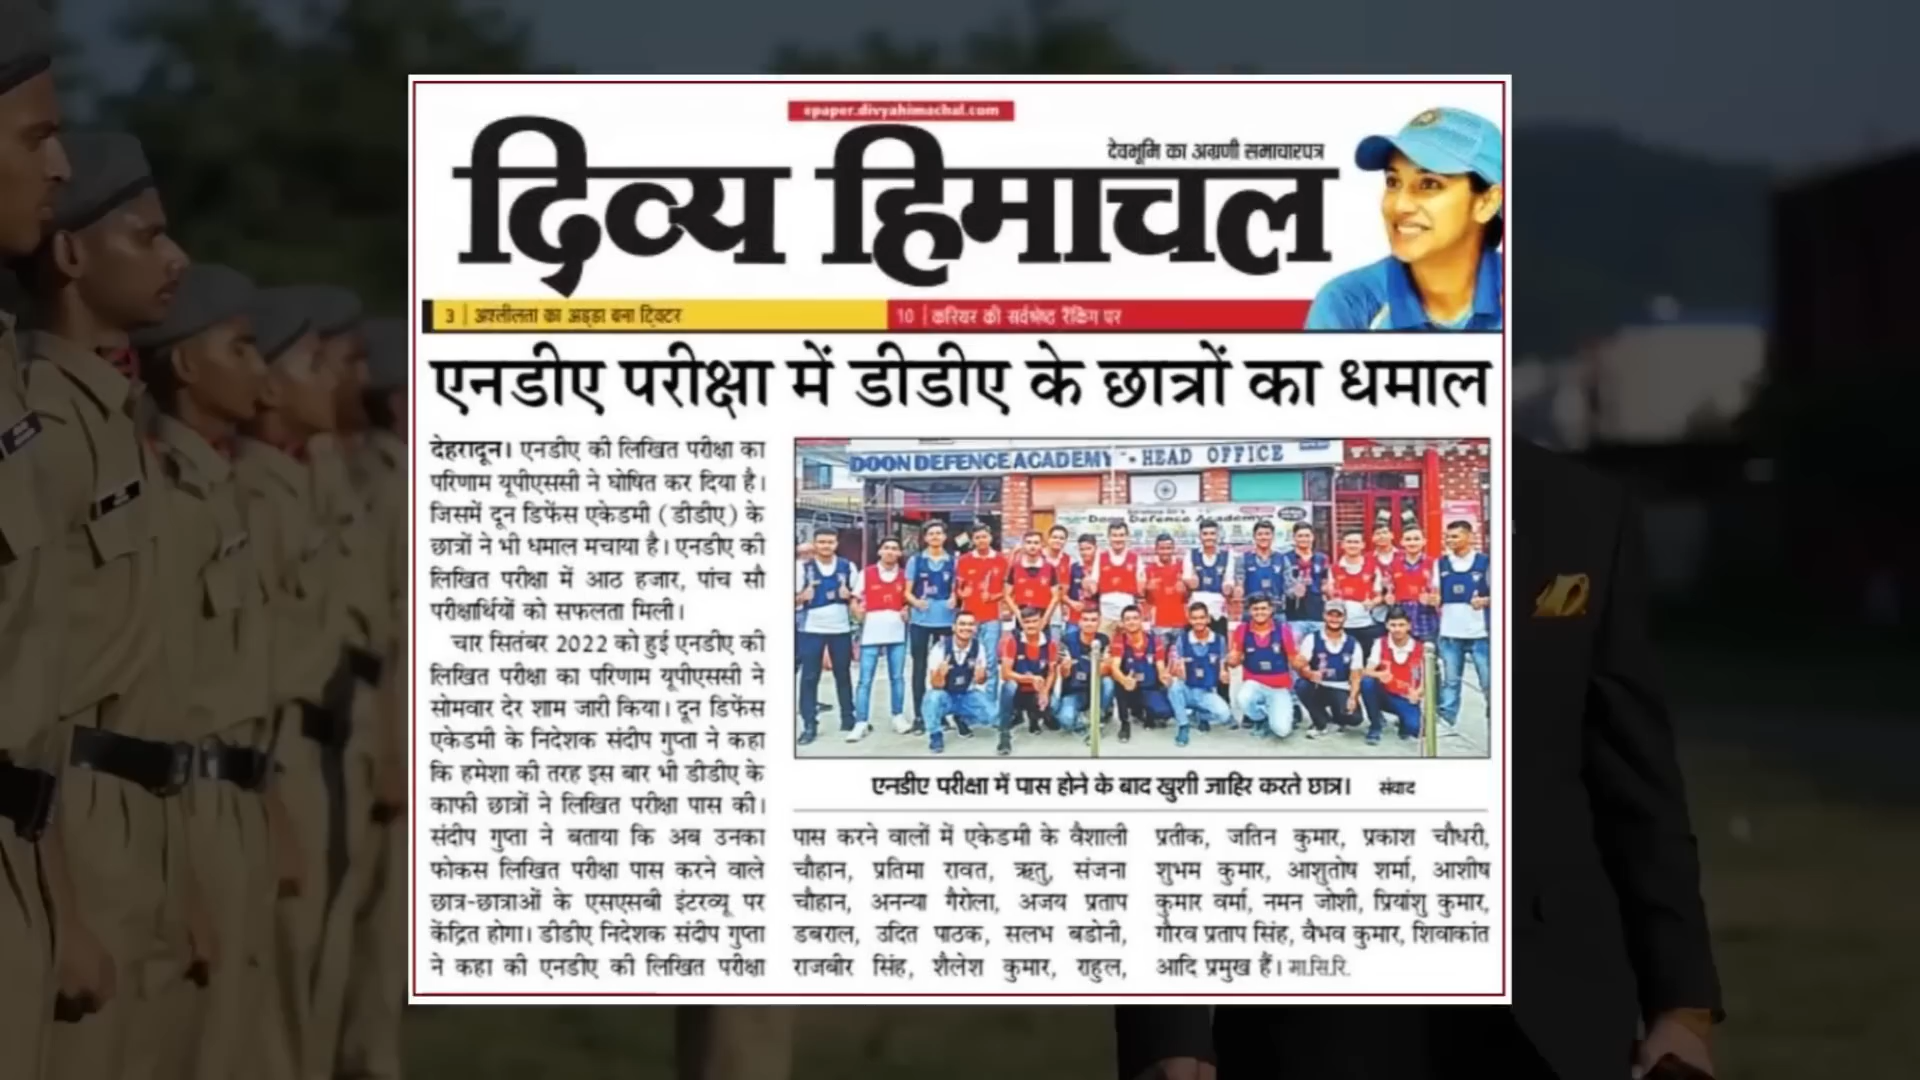 epaper.divyahimachal.com
देवभूमि का अग्रणी समाचारपत्र
दिव्य हिमाचल
3 | अश्लीलता का अड्डा बना ट्विटर
10 | करियर की सर्वश्रेष्ठ रैंकिंग पर
एनडीए परीक्षा में डीडीए के छात्रों का धमाल
देहरादून। एनडीए की लिखित परीक्षा का
परिणाम यूपीएससी ने घोषित कर दिया है।
जिसमें दून डिफेंस एकेडमी (डीडीए) के
छात्रों ने भी धमाल मचाया है। एनडीए की
लिखित परीक्षा में आठ हजार, पांच सौ
परीक्षार्थियों को सफलता मिली।
चार सितंबर 2022 को हुई एनडीए की
लिखित परीक्षा का परिणाम यूपीएससी ने
सोमवार देर शाम जारी किया। दून डिफेंस
एकेडमी के निदेशक संदीप गुप्ता ने कहा
कि हमेशा की तरह इस बार भी डीडीए के
काफी छात्रों ने लिखित परीक्षा पास की।
संदीप गुप्ता ने बताया कि अब उनका
फोकस लिखित परीक्षा पास करने वाले
छात्र-छात्राओं के एसएसबी इंटरव्यू पर
केंद्रित होगा। डीडीए निदेशक संदीप गुप्ता
ने कहा की एनडीए की लिखित परीक्षा
DOON DEFENCE ACADEMY - HEAD OFFICE
Doon Defence Academy
एनडीए परीक्षा में पास होने के बाद खुशी जाहिर करते छात्र। संवाद
पास करने वालों में एकेडमी के वैशाली
चौहान, प्रतिमा रावत, ऋतु, संजना
चौहान, अनन्या गैरोला, अजय प्रताप
डबराल, उदित पाठक, सलभ बडोनी,
राजबीर सिंह, शैलेश कुमार, राहुल,
प्रतीक, जतिन कुमार, प्रकाश चौधरी,
शुभम कुमार, आशुतोष शर्मा, आशीष
कुमार वर्मा, नमन जोशी, प्रियांशु कुमार,
गौरव प्रताप सिंह, वैभव कुमार, शिवाकांत
आदि प्रमुख हैं। मा.सि.रि.